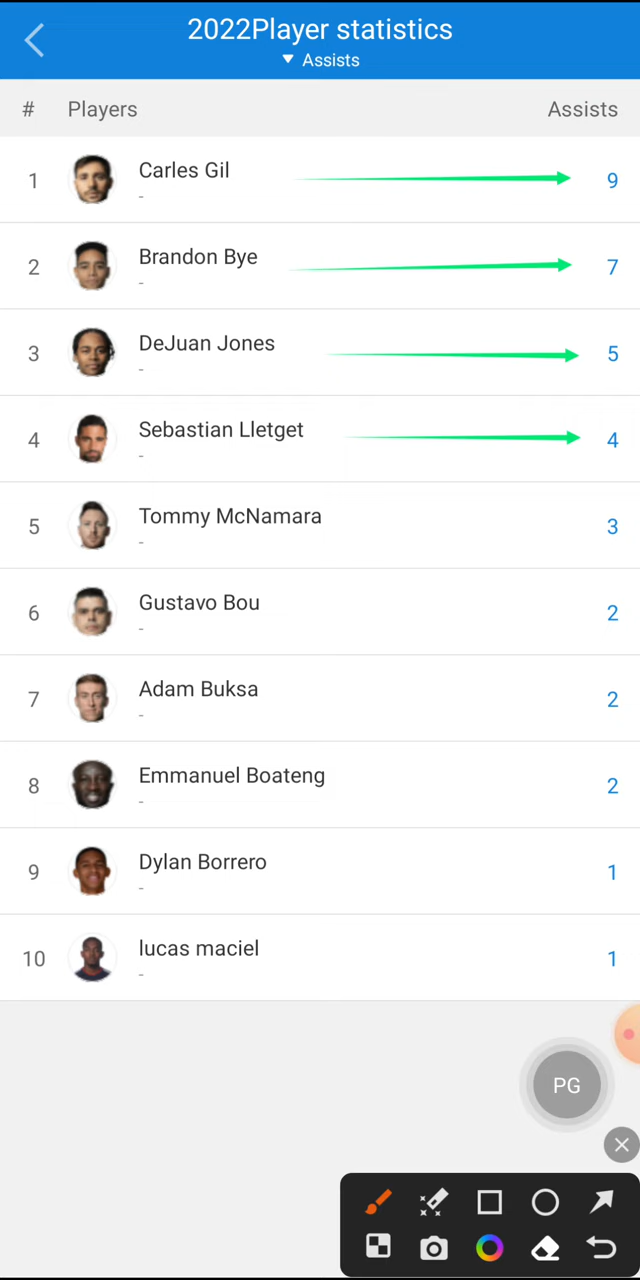 2022Player statistics
▼ Assists
# Players Assists
1 Carles Gil 9
-
2 Brandon Bye 7
-
3 DeJuan Jones 5
-
4 Sebastian Lletget 4
-
5 Tommy McNamara 3
-
6 Gustavo Bou 2
-
7 Adam Buksa 2
-
8 Emmanuel Boateng 2
-
9 Dylan Borrero 1
-
10 lucas maciel 1
-
PG